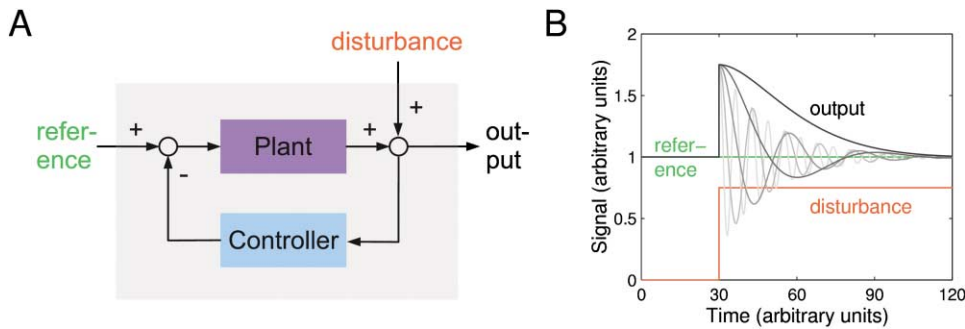 A
disturbance
refer-
ence
+
+
+
-
Plant
out-
put
Controller
B
Signal (arbitrary units)
2
1.5
1
0.5
0
output
refer–
ence
disturbance
0
30
60
90
120
Time (arbitrary units)